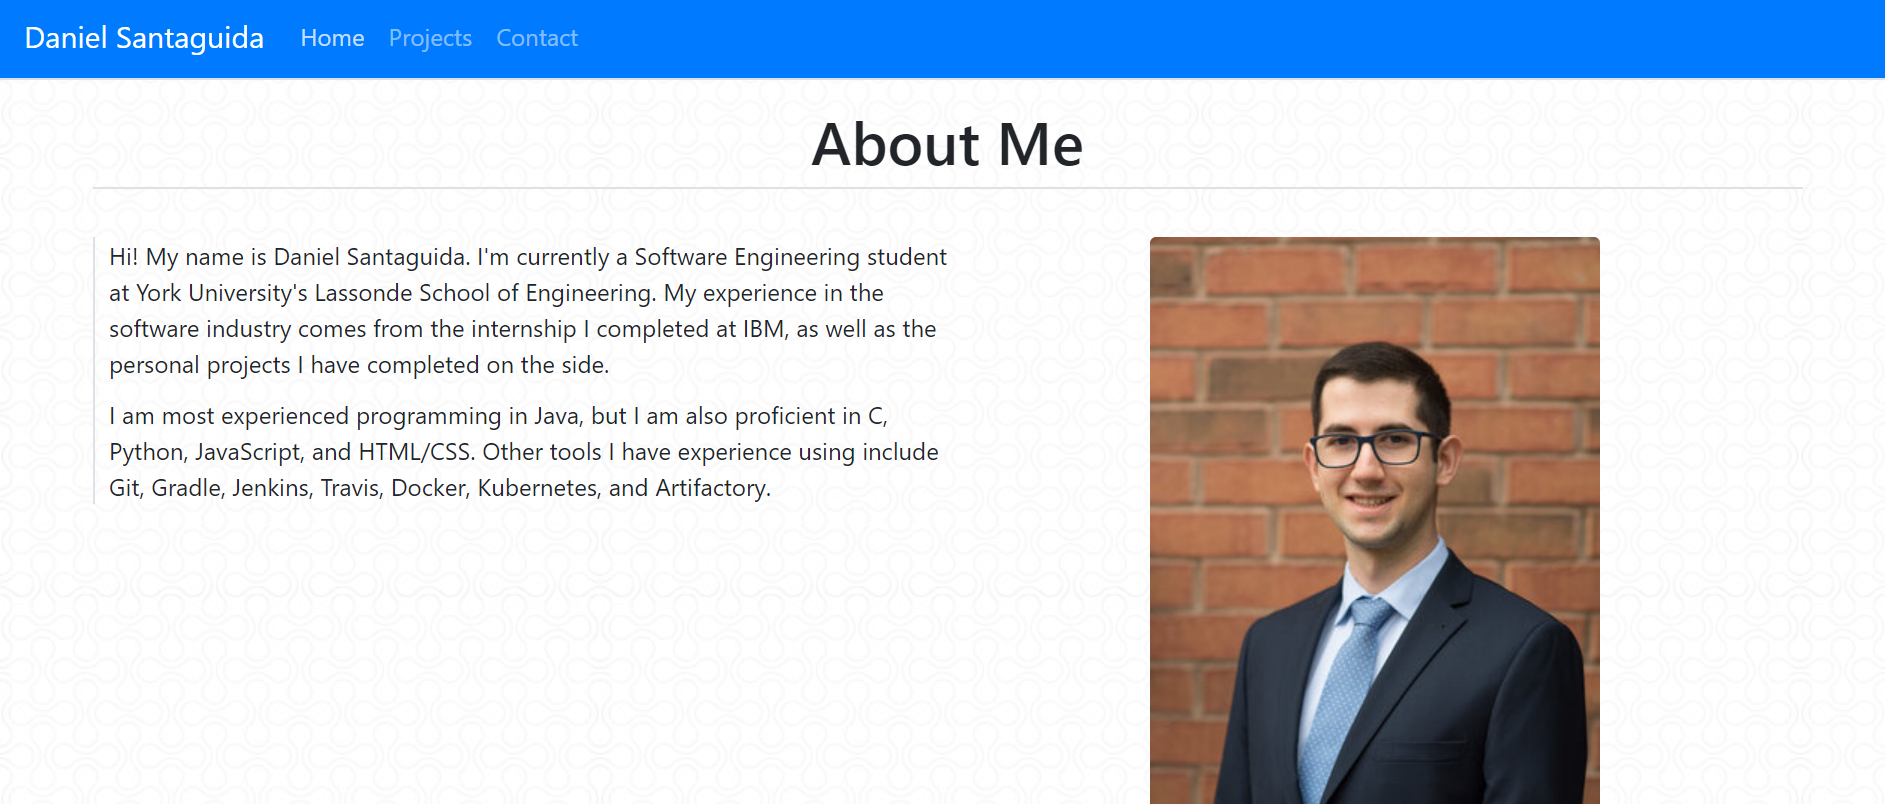 Daniel Santaguida Home Projects Contact
About Me
Hi! My name is Daniel Santaguida. I'm currently a Software Engineering student
at York University's Lassonde School of Engineering. My experience in the
software industry comes from the internship I completed at IBM, as well as the
personal projects I have completed on the side.
I am most experienced programming in Java, but I am also proficient in C,
Python, JavaScript, and HTML/CSS. Other tools I have experience using include
Git, Gradle, Jenkins, Travis, Docker, Kubernetes, and Artifactory.